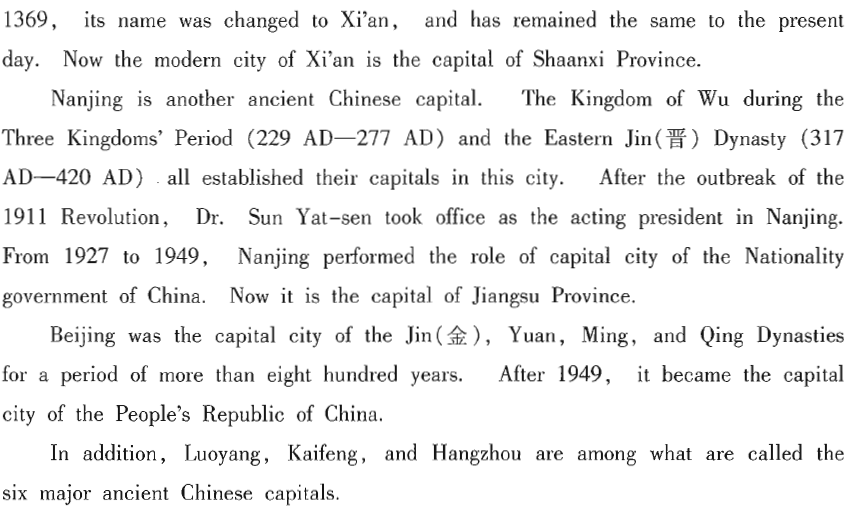 1369, its name was changed to Xi'an, and has remained the same to the present
day. Now the modern city of Xi'an is the capital of Shaanxi Province.
Nanjing is another ancient Chinese capital. The Kingdom of Wu during the
Three Kingdoms' Period (229 AD—277 AD) and the Eastern Jin(晋) Dynasty (317
AD—420 AD) all established their capitals in this city. After the outbreak of the
1911 Revolution, Dr. Sun Yat-sen took office as the acting president in Nanjing.
From 1927 to 1949, Nanjing performed the role of capital city of the Nationality
government of China. Now it is the capital of Jiangsu Province.
Beijing was the capital city of the Jin(金), Yuan, Ming, and Qing Dynasties
for a period of more than eight hundred years. After 1949, it became the capital
city of the People's Republic of China.
In addition, Luoyang, Kaifeng, and Hangzhou are among what are called the
six major ancient Chinese capitals.